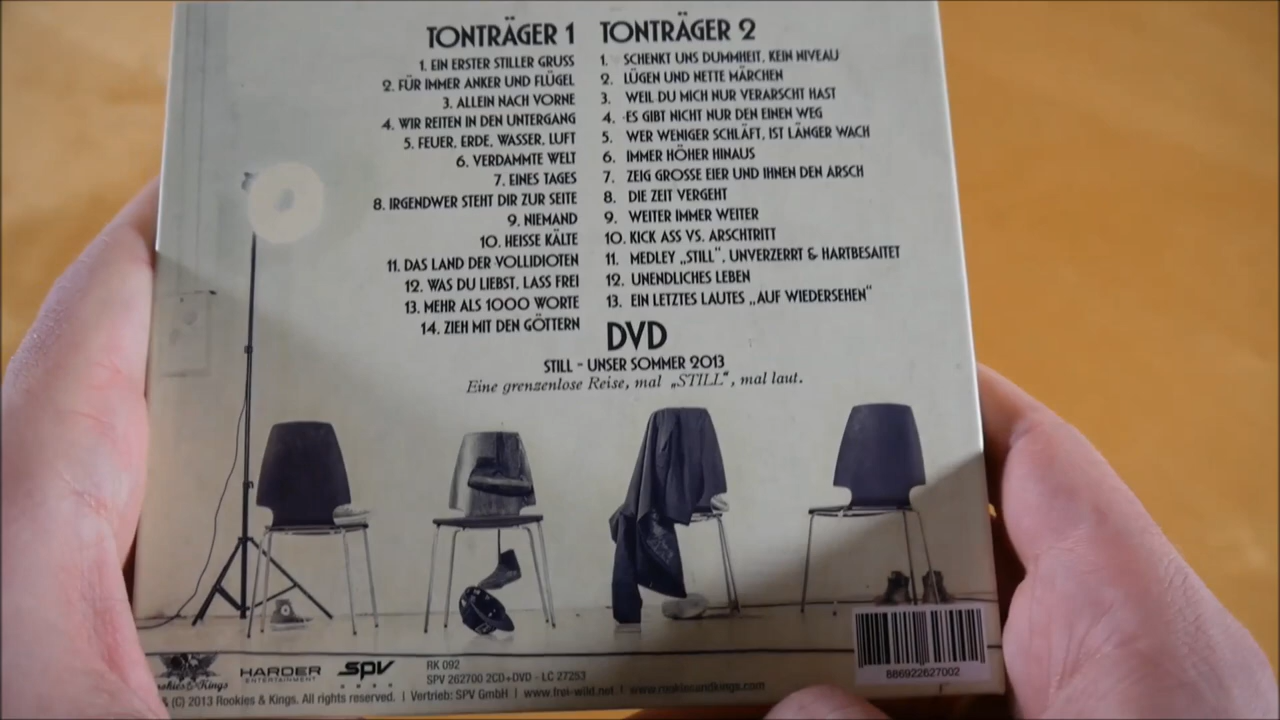 TONTRÄGER 1
1. EIN ERSTER STILLER GRUSS
2. FÜR IMMER ANKER UND FLÜGEL
3. ALLEIN NACH VORNE
4. WIR REITEN IN DEN UNTERGANG
5. FEUER, ERDE, WASSER, LUFT
6. VERDAMMTE WELT
7. EINES TAGES
8. IRGENDWER STEHT DIR ZUR SEITE
9. NIEMAND
10. HEISSE KÄLTE
11. DAS LAND DER VOLLIDIOTEN
12. WAS DU LIEBST, LASS FREI
13. MEHR ALS 1000 WORTE
14. ZIEH MIT DEN GÖTTERN
TONTRÄGER 2
1. SCHENKT UNS DUMMHEIT, KEIN NIVEAU
2. LÜGEN UND NETTE MÄRCHEN
3. WEIL DU MICH NUR VERARSCHT HAST
4. ES GIBT NICHT NUR DEN EINEN WEG
5. WER WENIGER SCHLÄFT, IST LÄNGER WACH
6. IMMER HÖHER HINAUS
7. ZEIG GROSSE EIER UND IHNEN DEN ARSCH
8. DIE ZEIT VERGEHT
9. WEITER IMMER WEITER
10. KICK ASS VS. ARSCHTRITT
11. MEDLEY „STILL", UNVERZERRT & HARTBESAITET
12. UNENDLICHES LEBEN
13. EIN LETZTES LAUTES „AUF WIEDERSEHEN"
DVD
STILL - UNSER SOMMER 2013
Eine grenzenlose Reise, mal „STILL", mal laut.
Rookies & Kings
HARDER
ENTERTAINMENT
SPV
RK 092
SPV 262700 2CD+DVD - LC 27253
& (C) 2013 Rookies & Kings. All rights reserved. | Vertrieb: SPV GmbH | www.frei-wild.net | www.rookiesandkings.com
886922627002